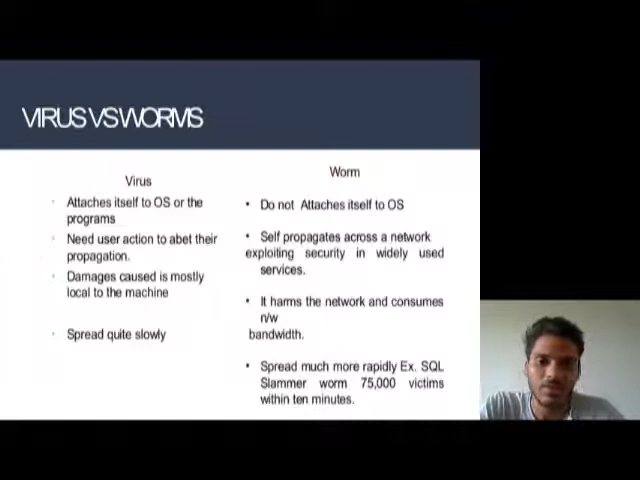 VIRUS VS WORMS
Virus
Attaches itself to OS or the
programs
Need user action to abet their
propagation.
Damages caused is mostly
local to the machine
Spread quite slowly
Worm
• Do not Attaches itself to OS
• Self propagates across a network
exploiting security in widely used
services.
• It harms the network and consumes
n/w
bandwidth.
• Spread much more rapidly Ex. SQL
Slammer worm 75,000 victims
within ten minutes.